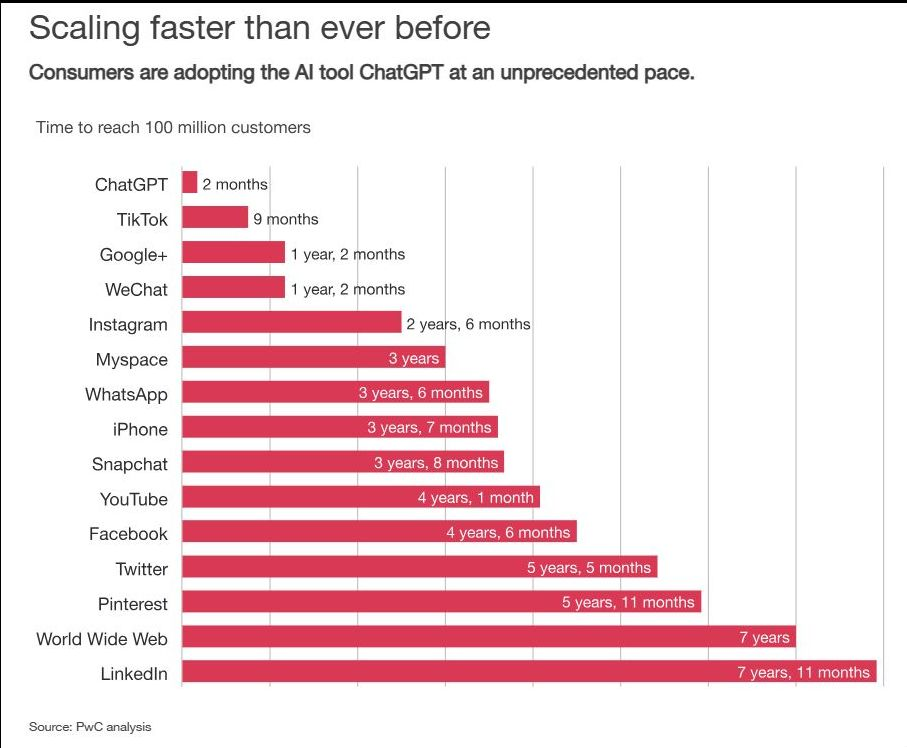 Scaling faster than ever before
Consumers are adopting the AI tool ChatGPT at an unprecedented pace.
Time to reach 100 million customers
ChatGPT 2 months
TikTok 9 months
Google+ 1 year, 2 months
WeChat 1 year, 2 months
Instagram 2 years, 6 months
Myspace 3 years
WhatsApp 3 years, 6 months
iPhone 3 years, 7 months
Snapchat 3 years, 8 months
YouTube 4 years, 1 month
Facebook 4 years, 6 months
Twitter 5 years, 5 months
Pinterest 5 years, 11 months
World Wide Web 7 years
LinkedIn 7 years, 11 months
Source: PwC analysis